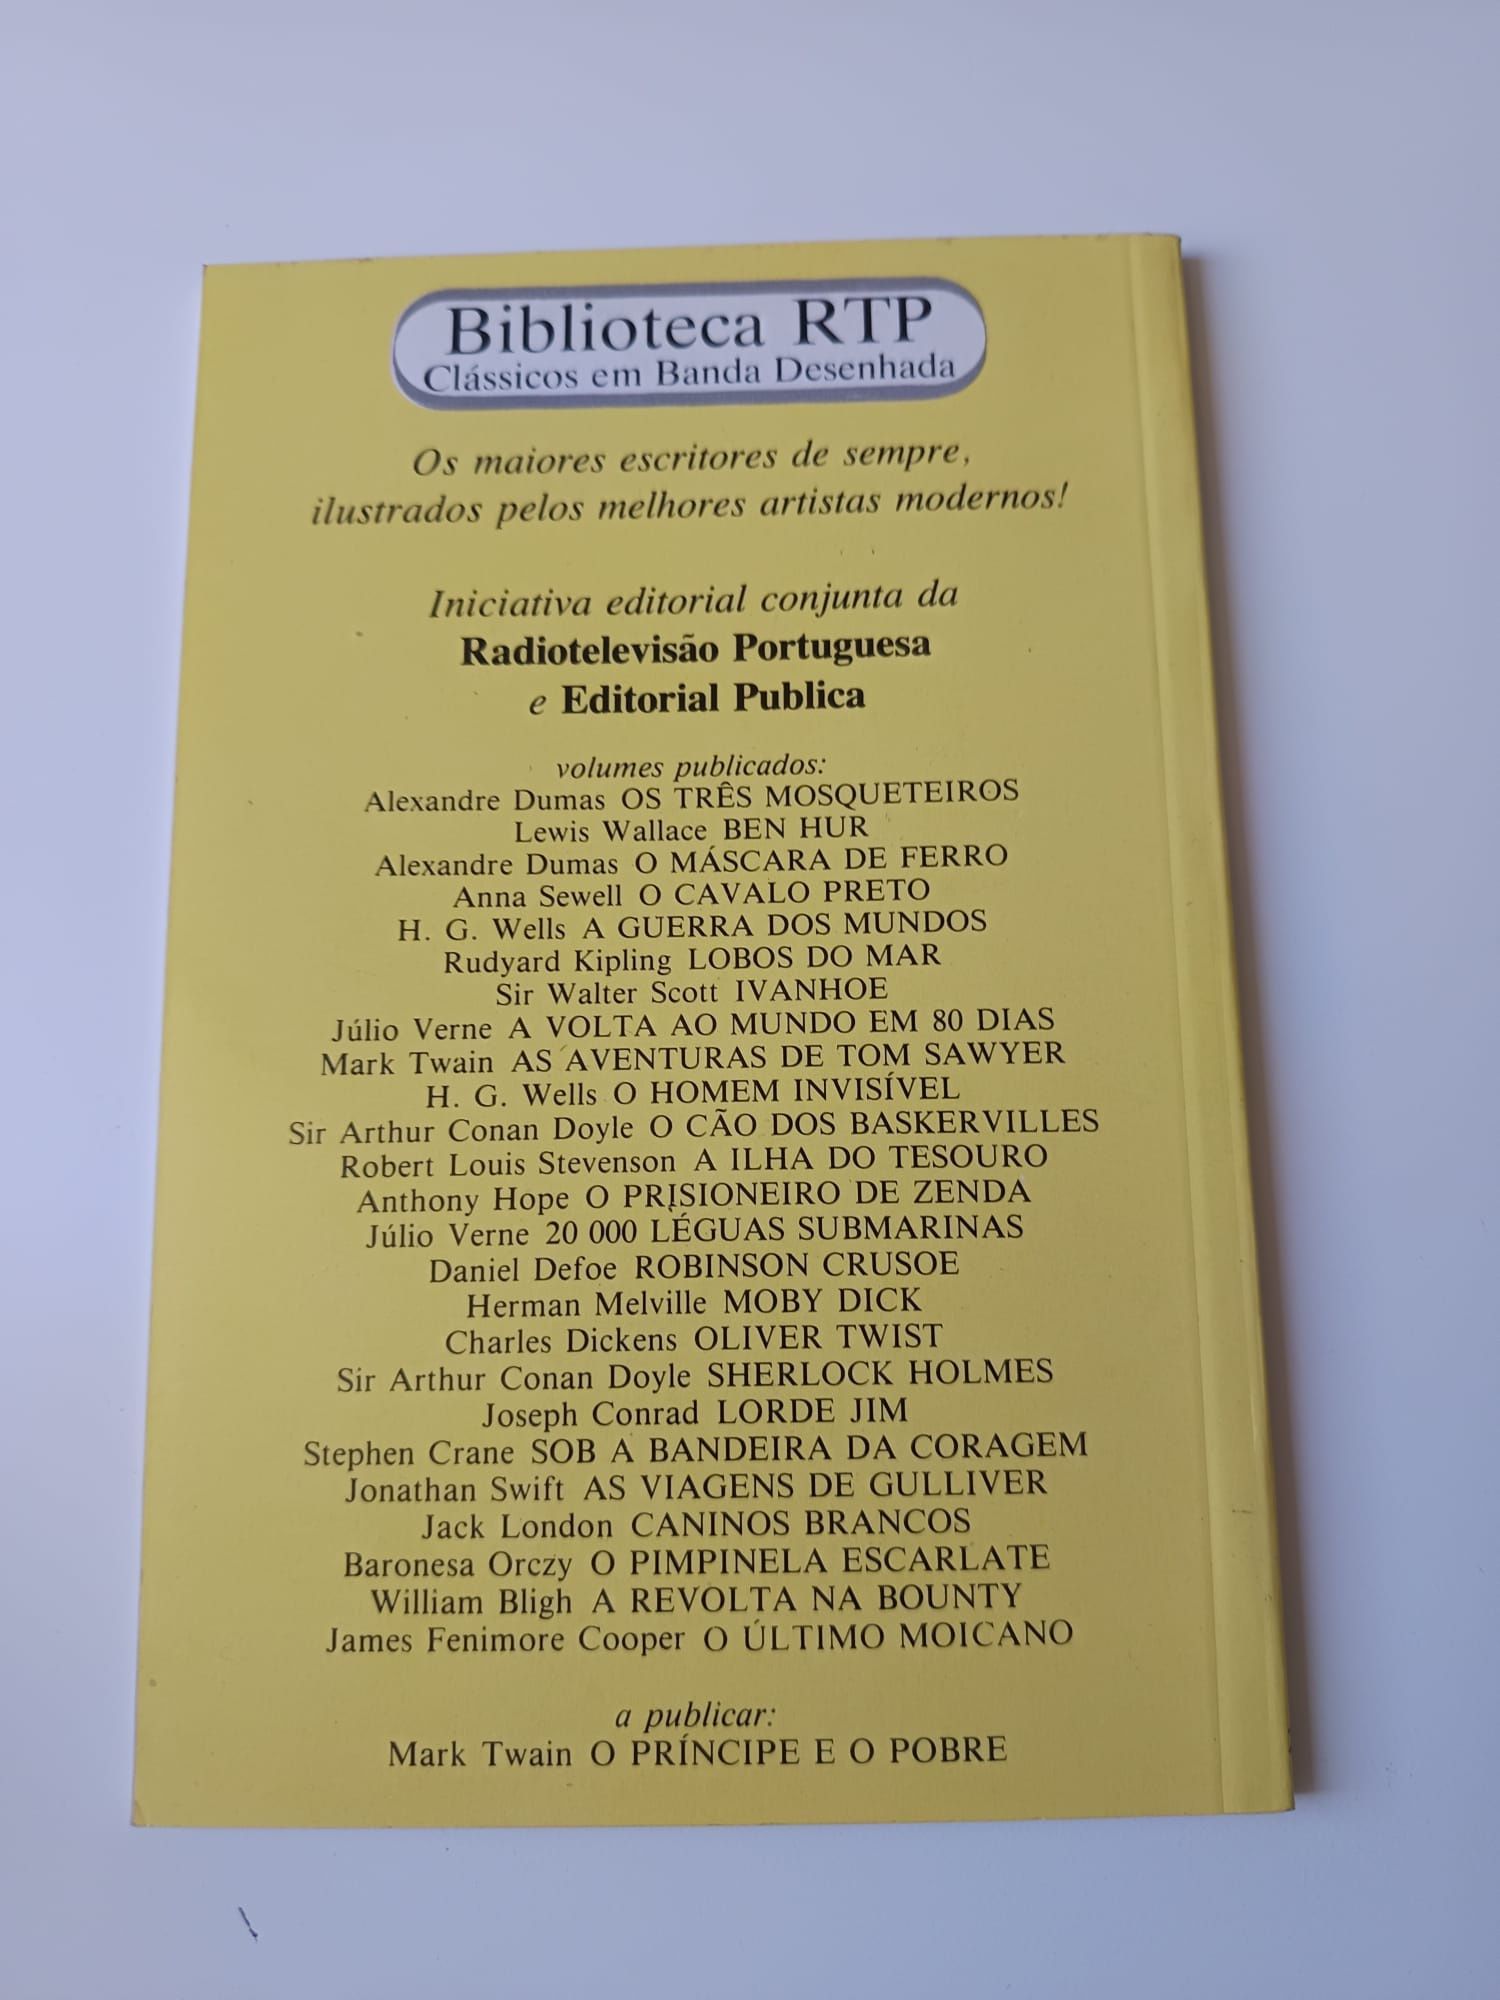 Biblioteca RTP
Clássicos em Banda Desenhada
Os maiores escritores de sempre,
ilustrados pelos melhores artistas modernos!
Iniciativa editorial conjunta da
Radiotelevisão Portuguesa
e Editorial Publica
volumes publicados:
Alexandre Dumas OS TRÊS MOSQUETEIROS
Lewis Wallace BEN HUR
Alexandre Dumas O MÁSCARA DE FERRO
Anna Sewell O CAVALO PRETO
H. G. Wells A GUERRA DOS MUNDOS
Rudyard Kipling LOBOS DO MAR
Sir Walter Scott IVANHOE
Júlio Verne A VOLTA AO MUNDO EM 80 DIAS
Mark Twain AS AVENTURAS DE TOM SAWYER
H. G. Wells O HOMEM INVISÍVEL
Sir Arthur Conan Doyle O CÃO DOS BASKERVILLES
Robert Louis Stevenson A ILHA DO TESOURO
Anthony Hope O PRISIONEIRO DE ZENDA
Júlio Verne 20 000 LÉGUAS SUBMARINAS
Daniel Defoe ROBINSON CRUSOE
Herman Melville MOBY DICK
Charles Dickens OLIVER TWIST
Sir Arthur Conan Doyle SHERLOCK HOLMES
Joseph Conrad LORDE JIM
Stephen Crane SOB A BANDEIRA DA CORAGEM
Jonathan Swift AS VIAGENS DE GULLIVER
Jack London CANINOS BRANCOS
Baronesa Orczy O PIMPINELA ESCARLATE
William Bligh A REVOLTA NA BOUNTY
James Fenimore Cooper O ÚLTIMO MOICANO
a publicar:
Mark Twain O PRÍNCIPE E O POBRE